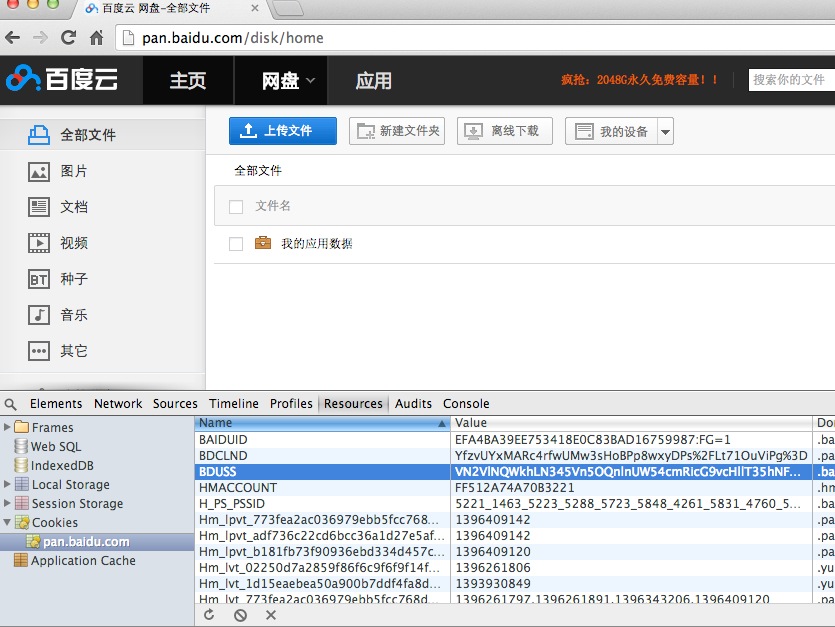 百度云 网盘-全部文件
pan.baidu.com/disk/home
百度云 主页 网盘 应用 疯抢：2048G永久免费容量！！ 搜索你的文件
全部文件
图片
文档
视频
BT 种子
音乐
其它
上传文件 新建文件夹 离线下载 我的设备
全部文件
文件名
我的应用数据
Elements Network Sources Timeline Profiles Resources Audits Console
Frames
Web SQL
IndexedDB
Local Storage
Session Storage
Cookies
pan.baidu.com
Application Cache
Name Value Do
BAIDUID EFA4BA39EE753418E0C83BAD16759987:FG=1 .ba
BDCLND YfzvUYxMARc4rfwUMw3sHoBPp8wxyDPs%2FLt71OuViPg%3D .pa
BDUSS VN2VlNQWkhLN345Vn5OQnlnUW54cmRicG9vcHllT35hNF... .ba
HMACCOUNT FF512A74A70B3221 .hm
H_PS_PSSID 5221_1463_5223_5288_5723_5848_4261_5831_4760_5... .ba
Hm_lpvt_773fea2ac036979ebb5fcc768... 1396409142 .pa
Hm_lpvt_adf736c22cd6bcc36a1d27e5af... 1396409142 .pa
Hm_lpvt_b181fb73f90936ebd334d457c... 1396409120 .pa
Hm_lvt_02250d7a2859f86f6c9f6f9f14f... 1396261806 .yu
Hm_lvt_1d15eaebea50a900b7ddf4fa8d... 1393930849 .yu
Hm_lvt_773fea2ac036979ebb5fcc768d... 1396261797,1396261891,1396343206,1396409120 .pa